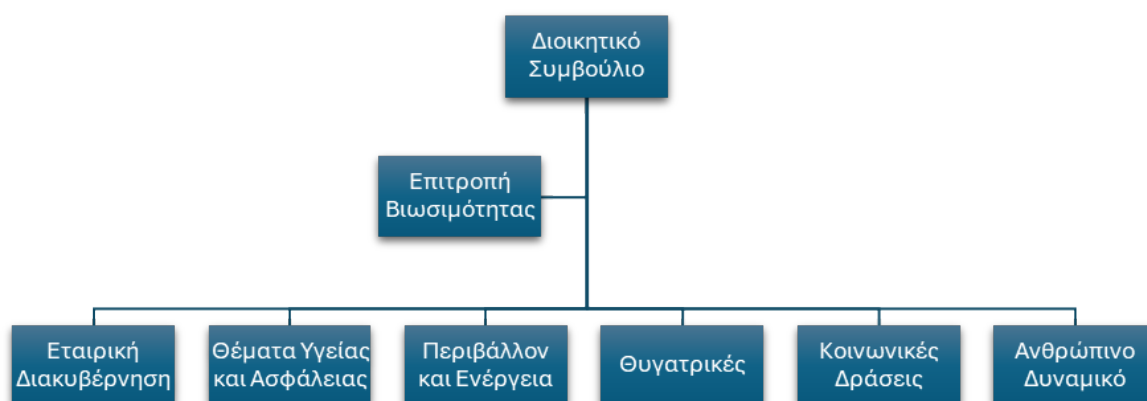 Διοικητικό
Συμβούλιο
Επιτροπή
Βιωσιμότητας
Εταιρική
Διακυβέρνηση
Θέματα Υγείας
και Ασφάλειας
Περιβάλλον
και Ενέργεια
Θυγατρικές
Κοινωνικές
Δράσεις
Ανθρώπινο
Δυναμικό